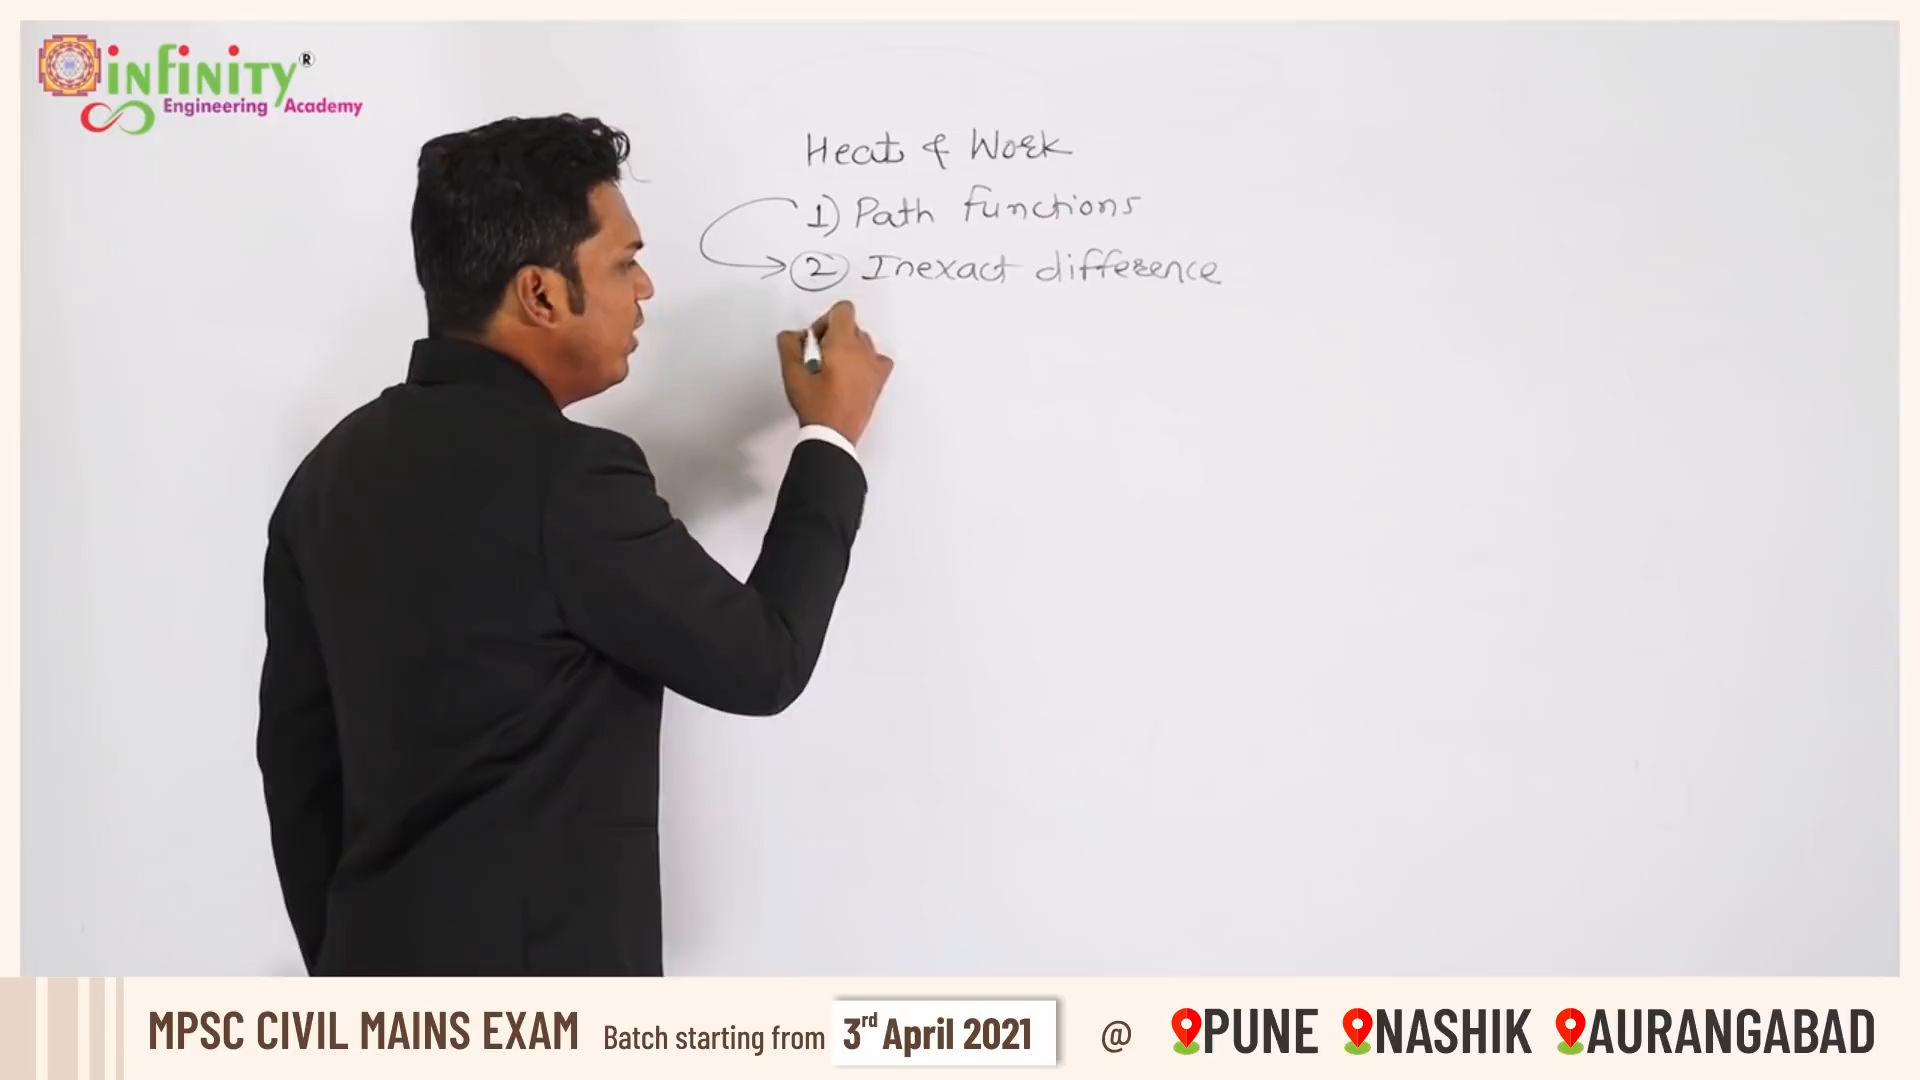 infinity®
Engineering Academy
Heat & Work
1) Path functions
2 Inexact difference
MPSC CIVIL MAINS EXAM Batch starting from 3rd April 2021 @ PUNE NASHIK AURANGABAD